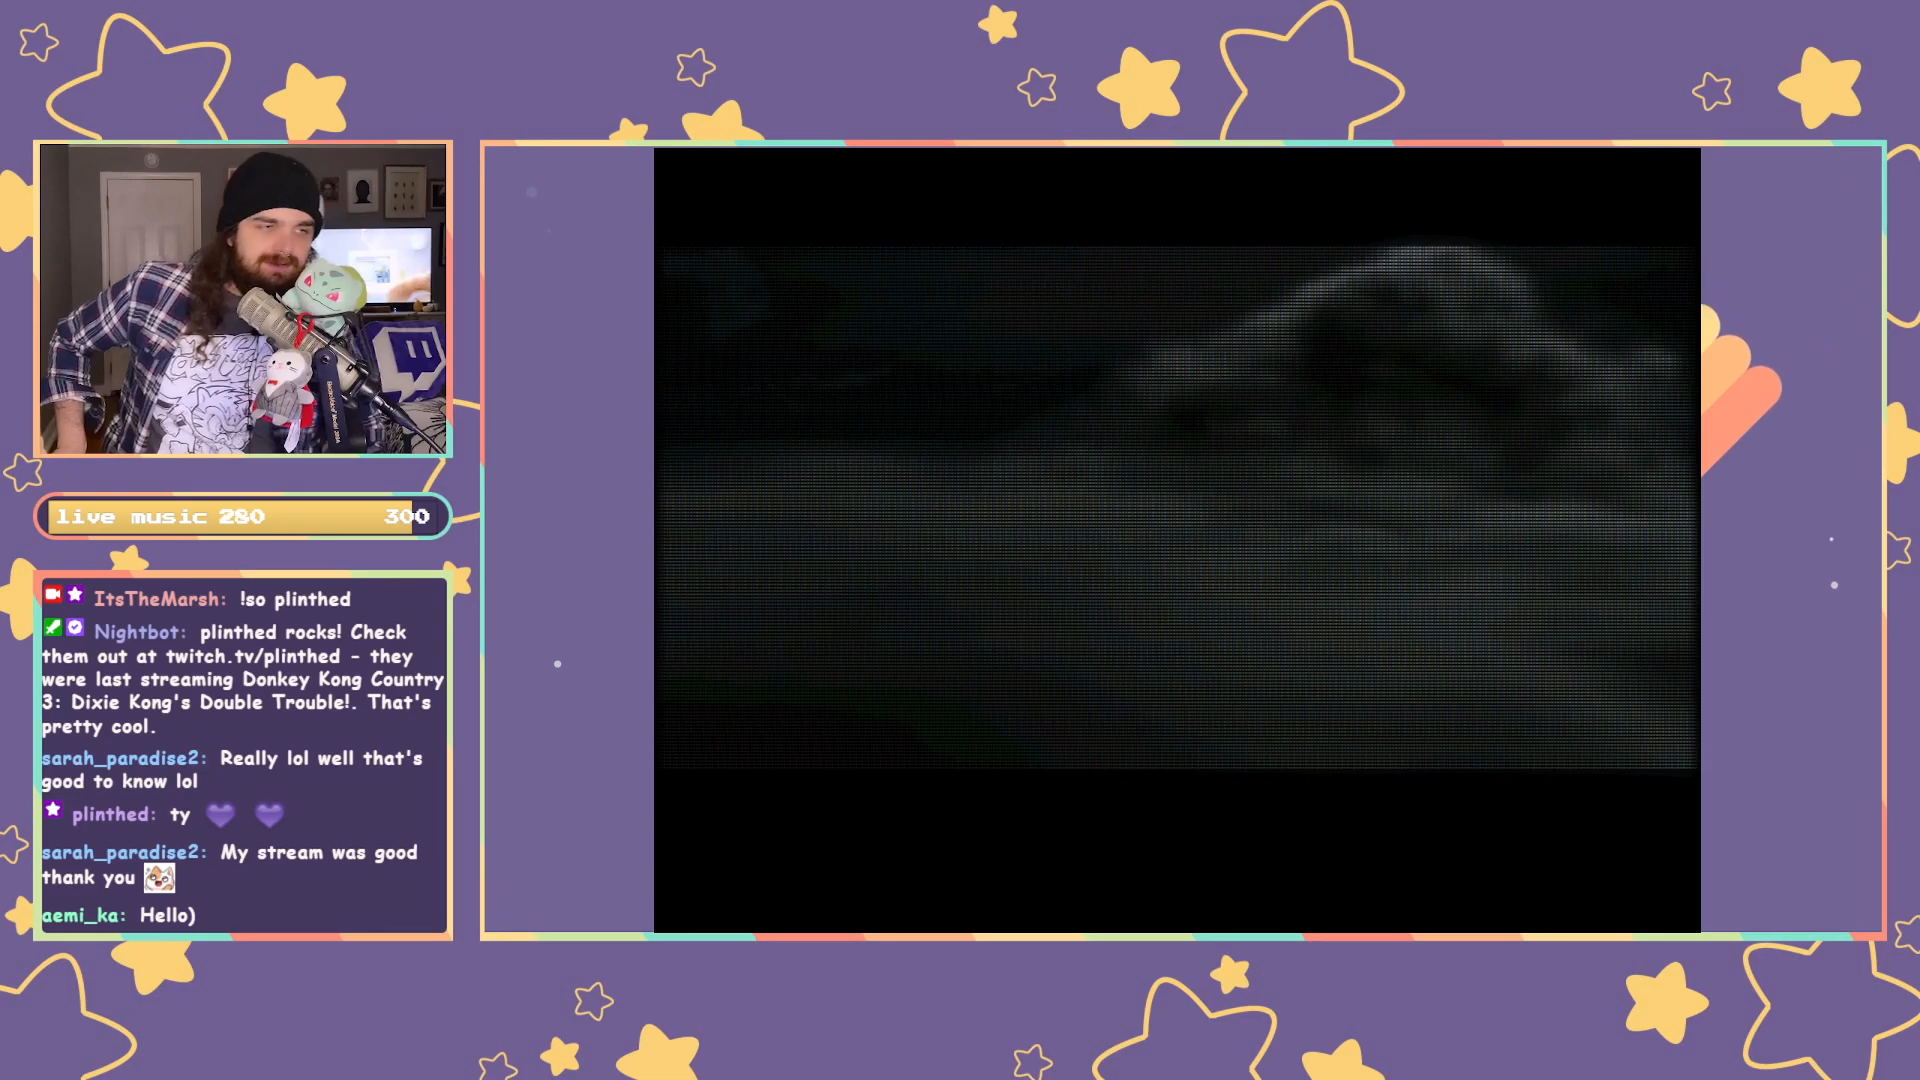 live music 280 300
ItsTheMarsh: !so plinthed
Nightbot: plinthed rocks! Check
them out at twitch.tv/plinthed - they
were last streaming Donkey Kong Country
3: Dixie Kong's Double Trouble!. That's
pretty cool.
sarah_paradise2: Really lol well that's
good to know lol
plinthed: ty
sarah_paradise2: My stream was good
thank you
aemi_ka: Hello)